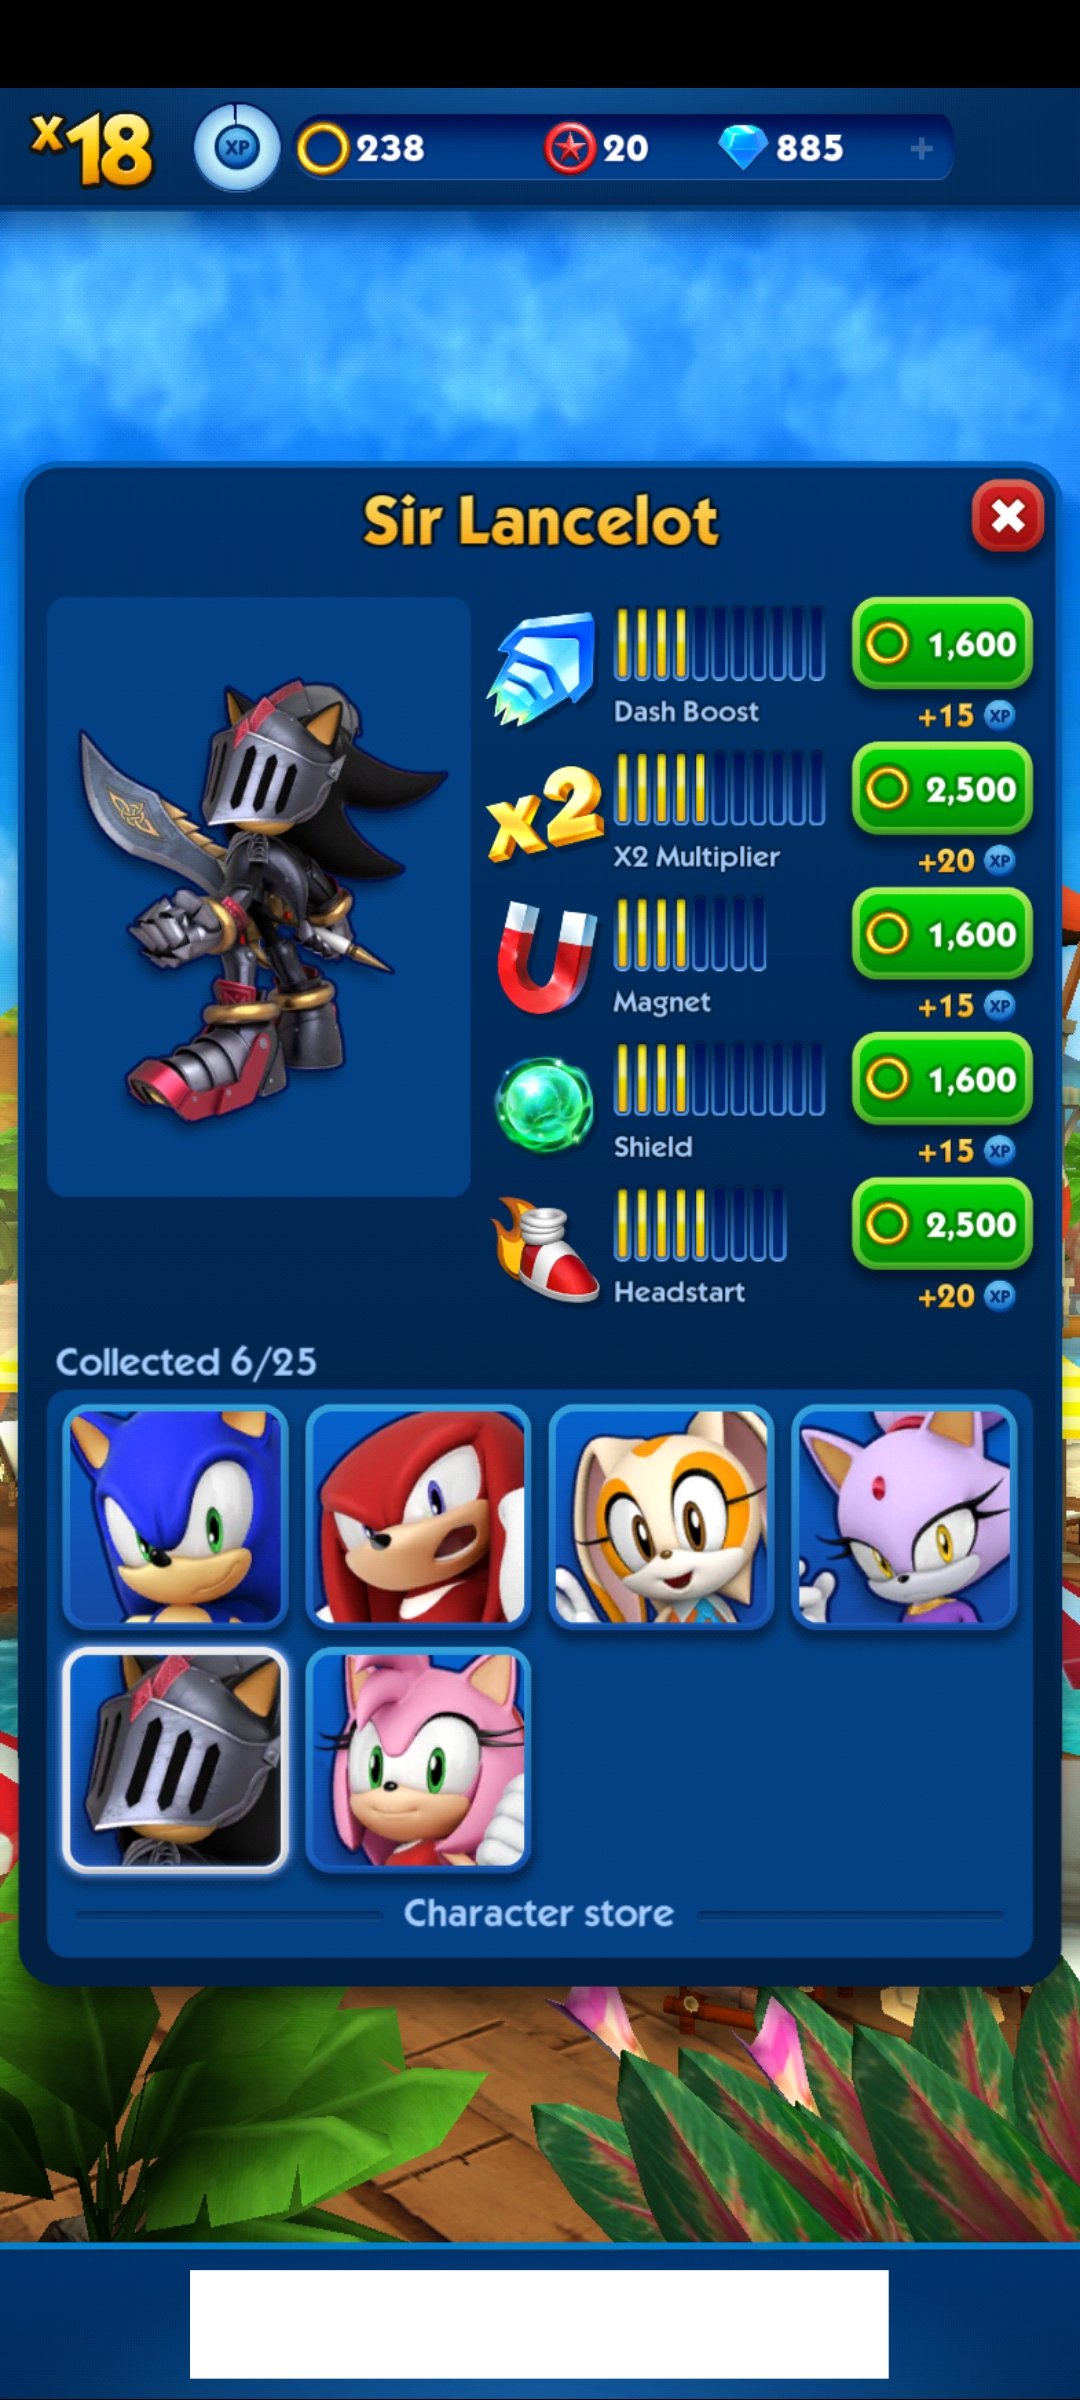 x18 XP 238 20 885 +
Sir Lancelot
1,600
Dash Boost
+15 XP
x2
2,500
X2 Multiplier
+20 XP
1,600
Magnet
+15 XP
1,600
Shield
+15 XP
2,500
Headstart
+20 XP
Collected 6/25
Character store